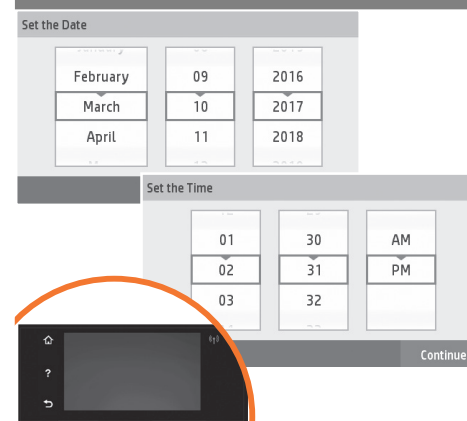 Set the Date
February 09 2016
March 10 2017
April 11 2018
Set the Time
01 30 AM
02 31 PM
03 32
?
Continue